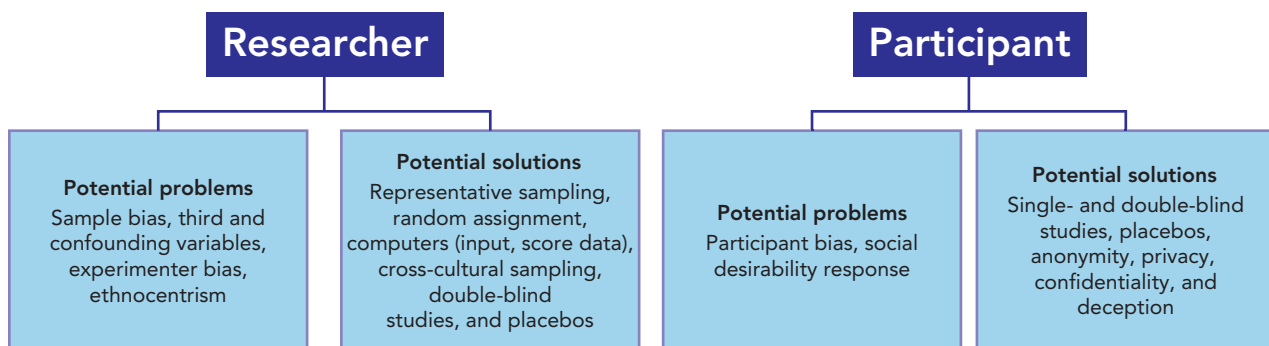 Researcher
Potential problems
Sample bias, third and
confounding variables,
experimenter bias,
ethnocentrism
Potential solutions
Representative sampling,
random assignment,
computers (input, score data),
cross-cultural sampling,
double-blind
studies, and placebos
Participant
Potential problems
Participant bias, social
desirability response
Potential solutions
Single- and double-blind
studies, placebos,
anonymity, privacy,
confidentiality, and
deception